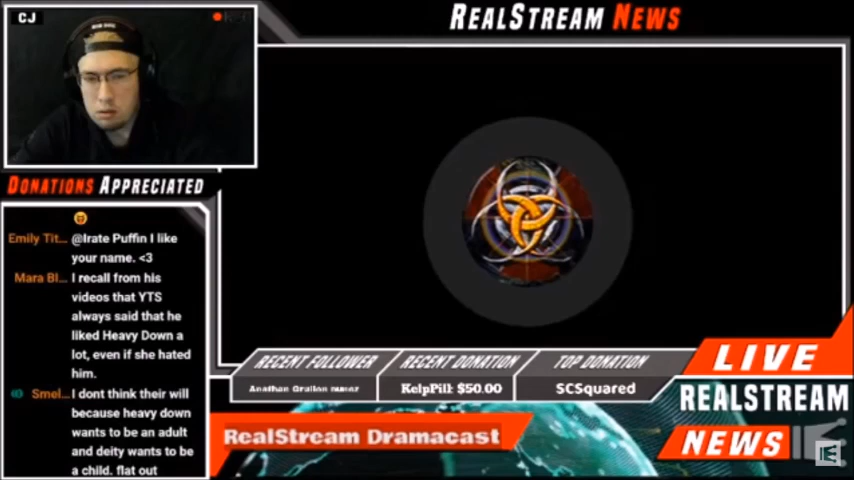 CJ
REALSTREAM NEWS
DONATIONS APPRECIATED
Emily Tit... @Irate Puffin I like
your name. <3
Mara Bl... I recall from his
videos that YTS
always said that he
liked Heavy Down a
lot, even if she hated
him.
Smel... I dont think their will
because heavy down
wants to be an adult
and deity wants to be
a child. flat out
RECENT FOLLOWER
RECENT DONATION
TOP DONATION
KelpPill: $50.00
SCSquared
LIVE
REALSTREAM
NEWS
RealStream Dramacast